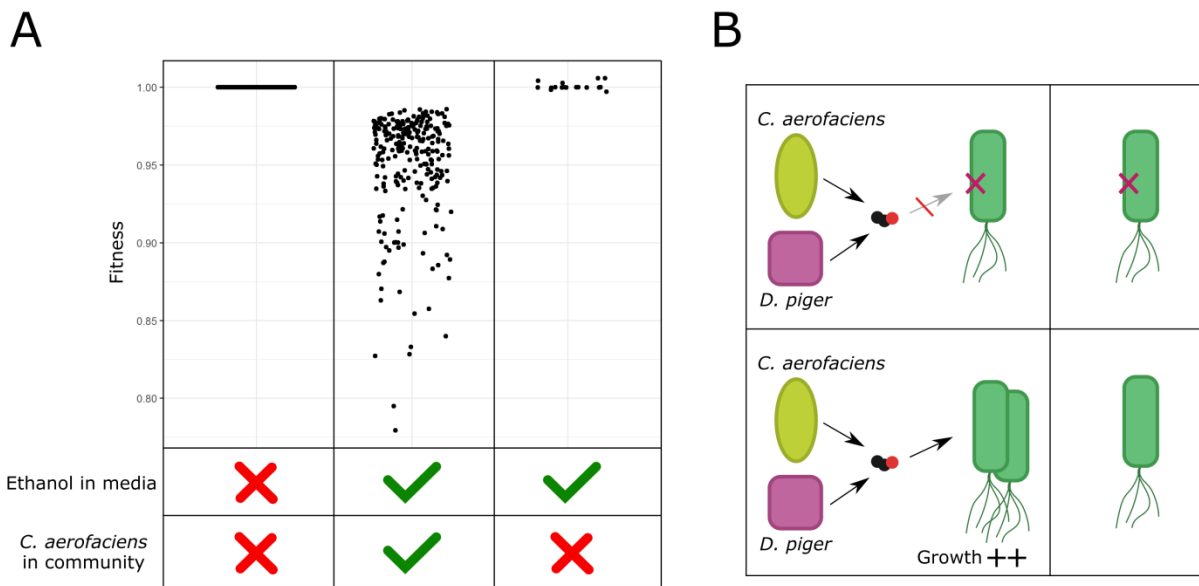 A
B
1.00
0.95
0.90
0.85
0.80
Fitness
Ethanol in media
C. aerofaciens
in community
C. aerofaciens
D. piger
C. aerofaciens
D. piger
Growth ++